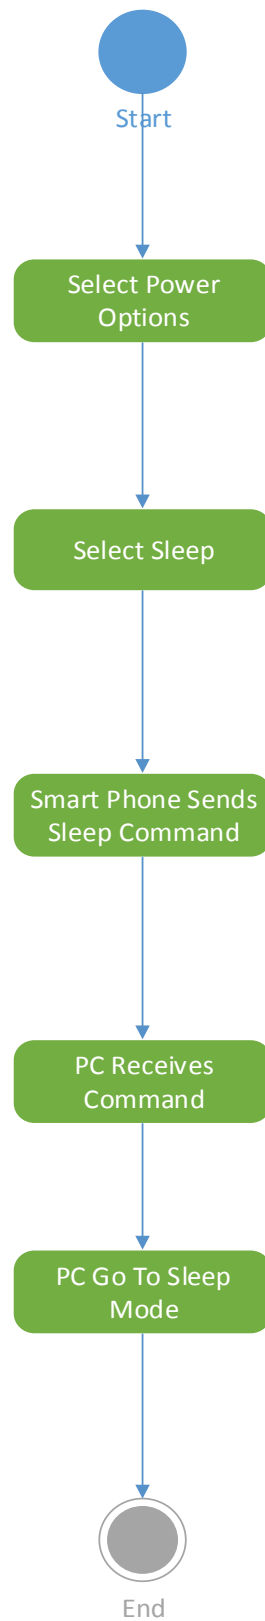 Start
Select Power
Options
Select Sleep
Smart Phone Sends
Sleep Command
PC Receives
Command
PC Go To Sleep
Mode
End